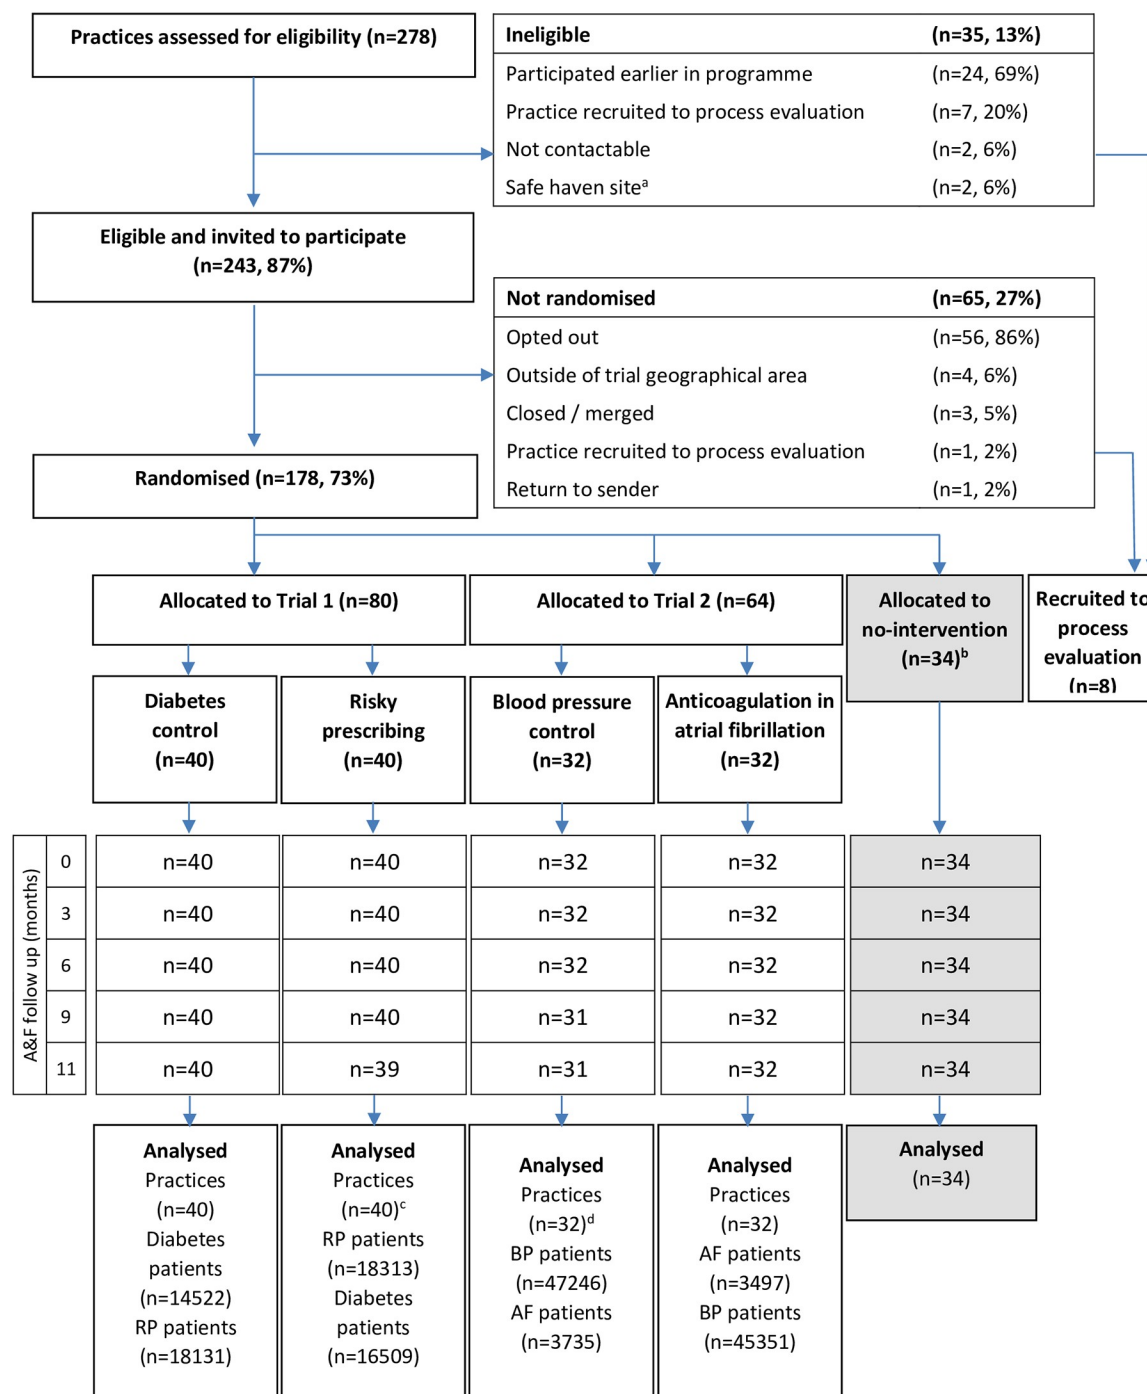 Practices assessed for eligibility (n=278)
Ineligible (n=35, 13%)
Participated earlier in programme (n=24, 69%)
Practice recruited to process evaluation (n=7, 20%)
Not contactable (n=2, 6%)
Safe haven siteᵃ (n=2, 6%)
Eligible and invited to participate
(n=243, 87%)
Not randomised (n=65, 27%)
Opted out (n=56, 86%)
Outside of trial geographical area (n=4, 6%)
Closed / merged (n=3, 5%)
Practice recruited to process evaluation (n=1, 2%)
Return to sender (n=1, 2%)
Randomised (n=178, 73%)
Allocated to Trial 1 (n=80)
Allocated to Trial 2 (n=64)
Allocated to
no-intervention
(n=34)ᵇ
Recruited to
process
evaluation
(n=8)
Diabetes
control
(n=40)
Risky
prescribing
(n=40)
Blood pressure
control
(n=32)
Anticoagulation in
atrial fibrillation
(n=32)
A&F follow up (months)
0 n=40 n=40 n=32 n=32 n=34
3 n=40 n=40 n=32 n=32 n=34
6 n=40 n=40 n=32 n=32 n=34
9 n=40 n=40 n=31 n=32 n=34
11 n=40 n=39 n=31 n=32 n=34
Analysed
Practices
(n=40)
Diabetes
patients
(n=14522)
RP patients
(n=18131)
Analysed
Practices
(n=40)ᶜ
RP patients
(n=18313)
Diabetes
patients
(n=16509)
Analysed
Practices
(n=32)ᵈ
BP patients
(n=47246)
AF patients
(n=3735)
Analysed
Practices
(n=32)
AF patients
(n=3497)
BP patients
(n=45351)
Analysed
(n=34)